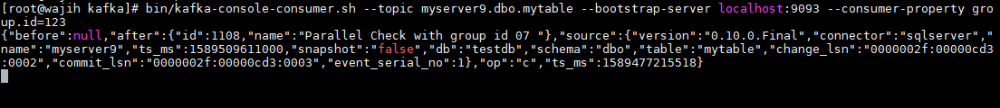 [root@wajih kafka]# bin/kafka-console-consumer.sh --topic myserver9.dbo.mytable --bootstrap-server localhost:9093 --consumer-property gro
up.id=123
{"before":null,"after":{"id":1108,"name":"Parallel Check with group id 07 "},"source":{"version":"0.10.0.Final","connector":"sqlserver","
name":"myserver9","ts_ms":1589509611000,"snapshot":"false","db":"testdb","schema":"dbo","table":"mytable","change_lsn":"0000002f:00000cd3
:0002","commit_lsn":"0000002f:00000cd3:0003","event_serial_no":1},"op":"c","ts_ms":1589477215518}